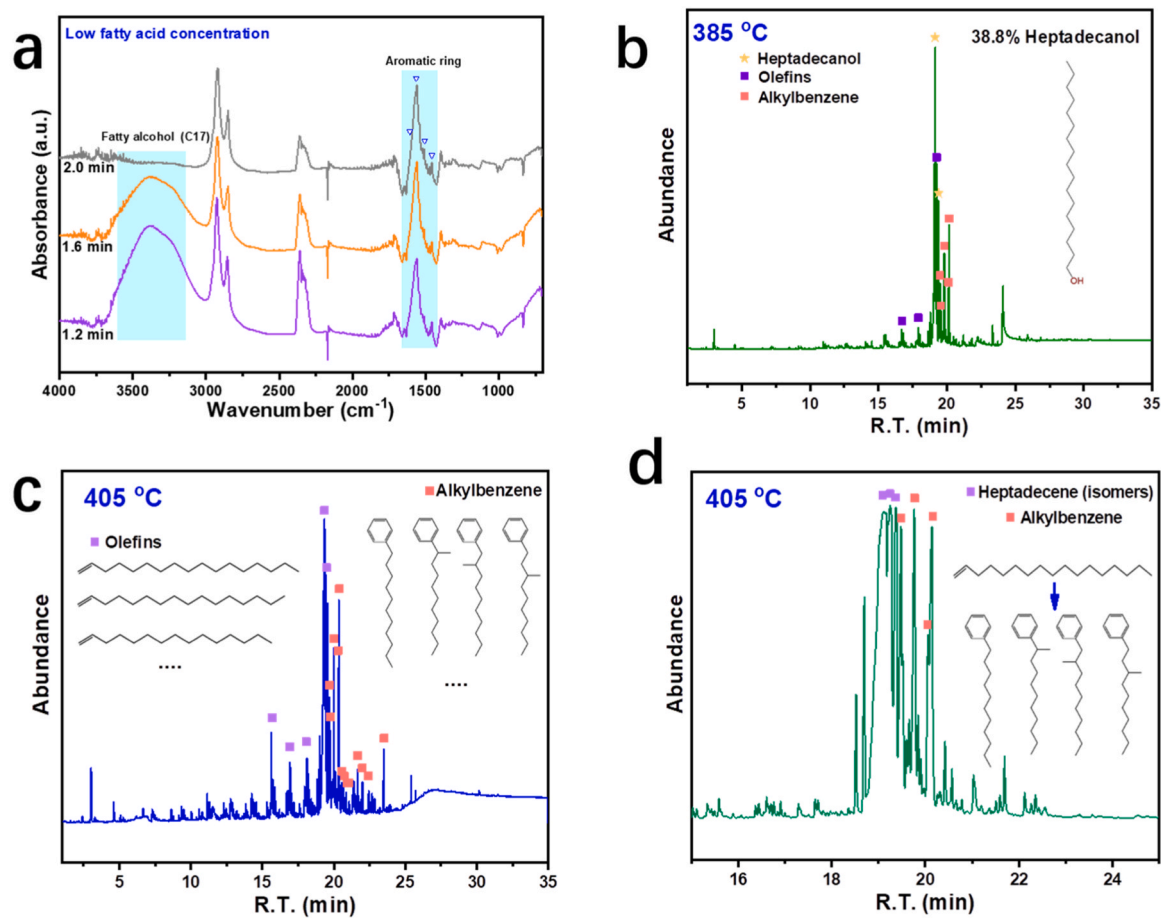 a
Low fatty acid concentration
Aromatic ring
Fatty alcohol (C17)
2.0 min
1.6 min
1.2 min
Absorbance (a.u.)
4000 3500 3000 2500 2000 1500 1000
Wavenumber (cm⁻¹)
b
385 °C
38.8% Heptadecanol
Heptadecanol
Olefins
Alkylbenzene
OH
Abundance
5 10 15 20 25 30 35
R.T. (min)
c
405 °C
Alkylbenzene
Olefins
....
....
Abundance
5 10 15 20 25 30 35
R.T. (min)
d
405 °C
Heptadecene (isomers)
Alkylbenzene
Abundance
16 18 20 22 24
R.T. (min)